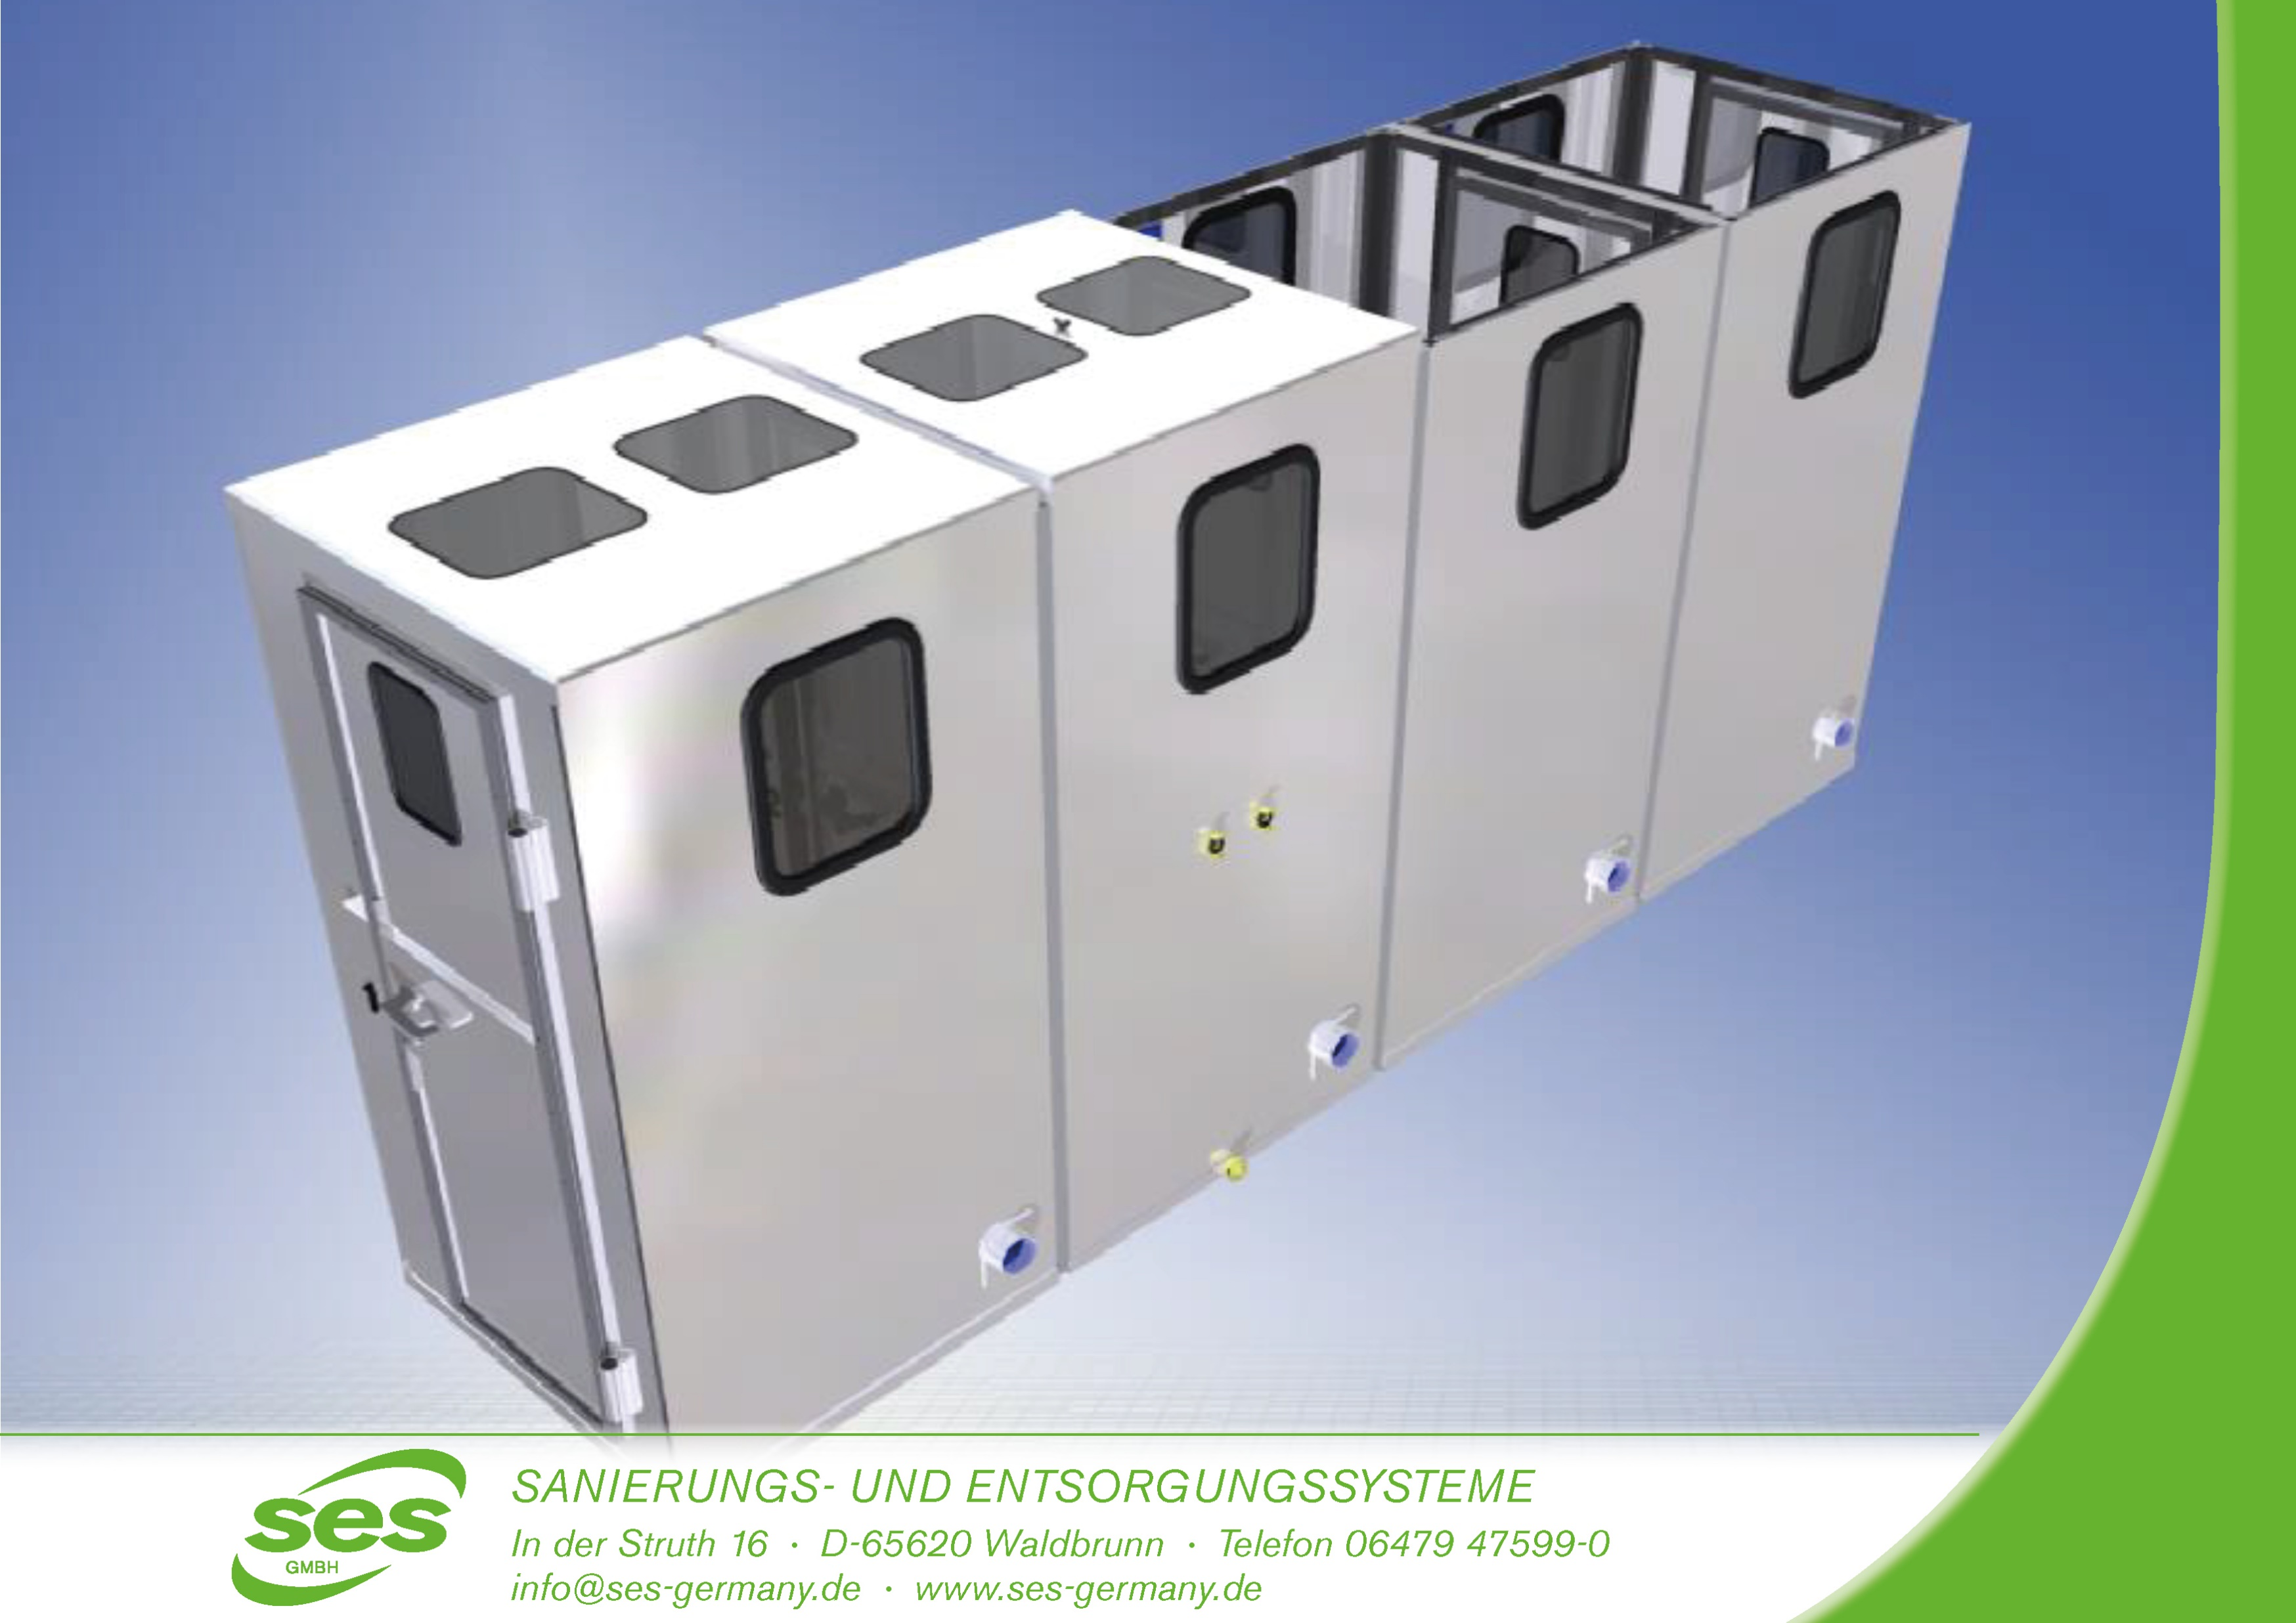 ses
GMBH
SANIERUNGS- UND ENTSORGUNGSSYSTEME
In der Struth 16 · D-65620 Waldbrunn · Telefon 06479 47599-0
info@ses-germany.de · www.ses-germany.de